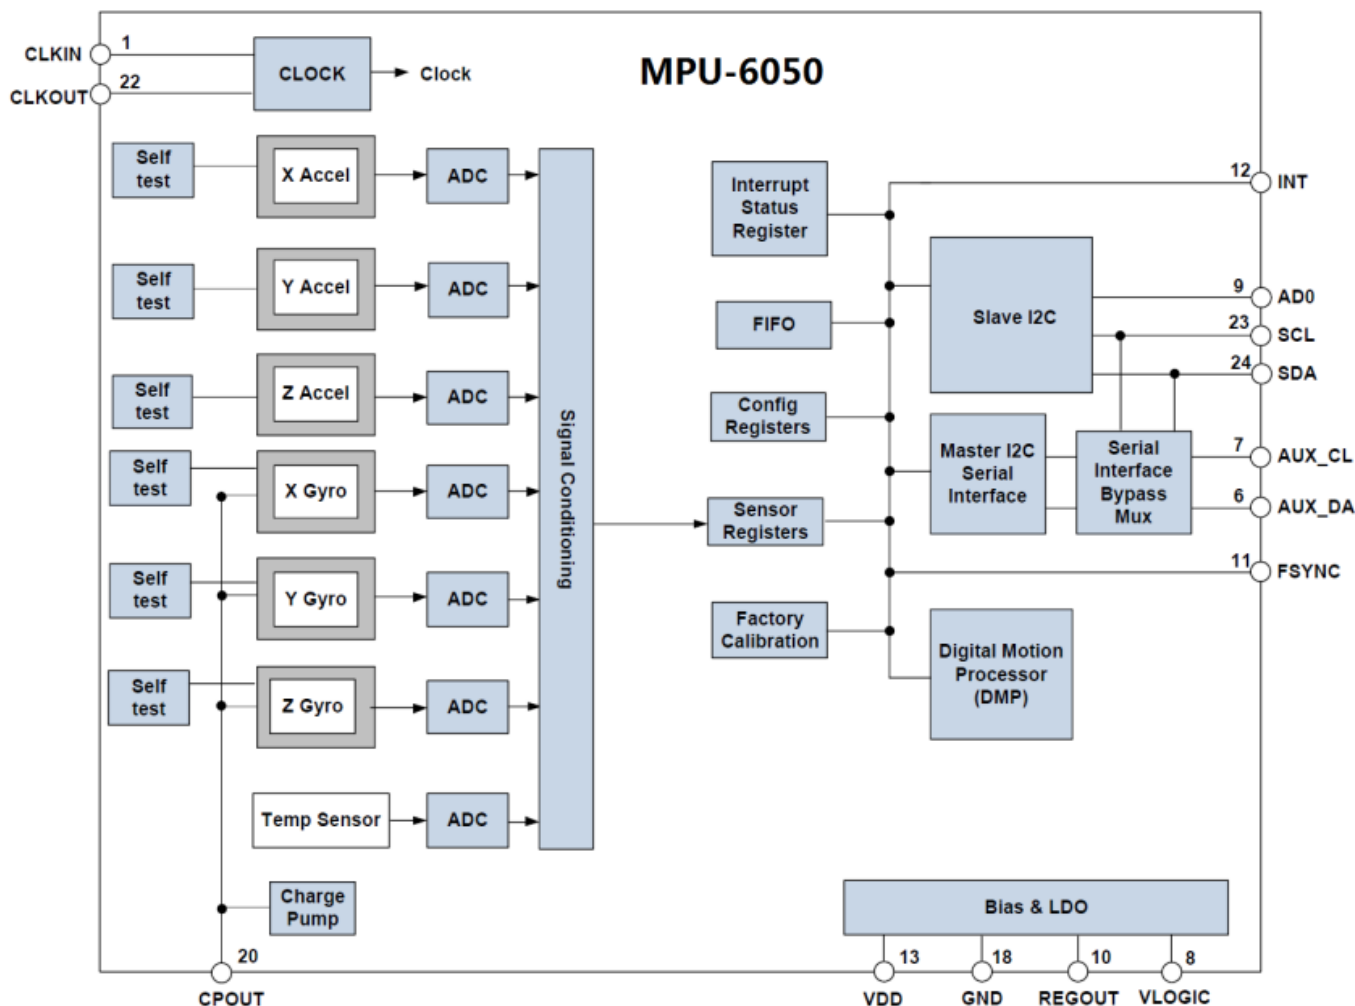 MPU-6050
CLKIN
1
CLKOUT
22
CLOCK
Clock
Self
test
X Accel
ADC
Self
test
Y Accel
ADC
Self
test
Z Accel
ADC
Self
test
X Gyro
ADC
Self
test
Y Gyro
ADC
Self
test
Z Gyro
ADC
Temp Sensor
ADC
Charge
Pump
20
CPOUT
Signal Conditioning
Interrupt
Status
Register
FIFO
Config
Registers
Sensor
Registers
Factory
Calibration
Slave I2C
Master I2C
Serial
Interface
Serial
Interface
Bypass
Mux
Digital Motion
Processor
(DMP)
12
INT
9
AD0
23
SCL
24
SDA
7
AUX_CL
6
AUX_DA
11
FSYNC
Bias & LDO
13
VDD
18
GND
10
REGOUT
8
VLOGIC